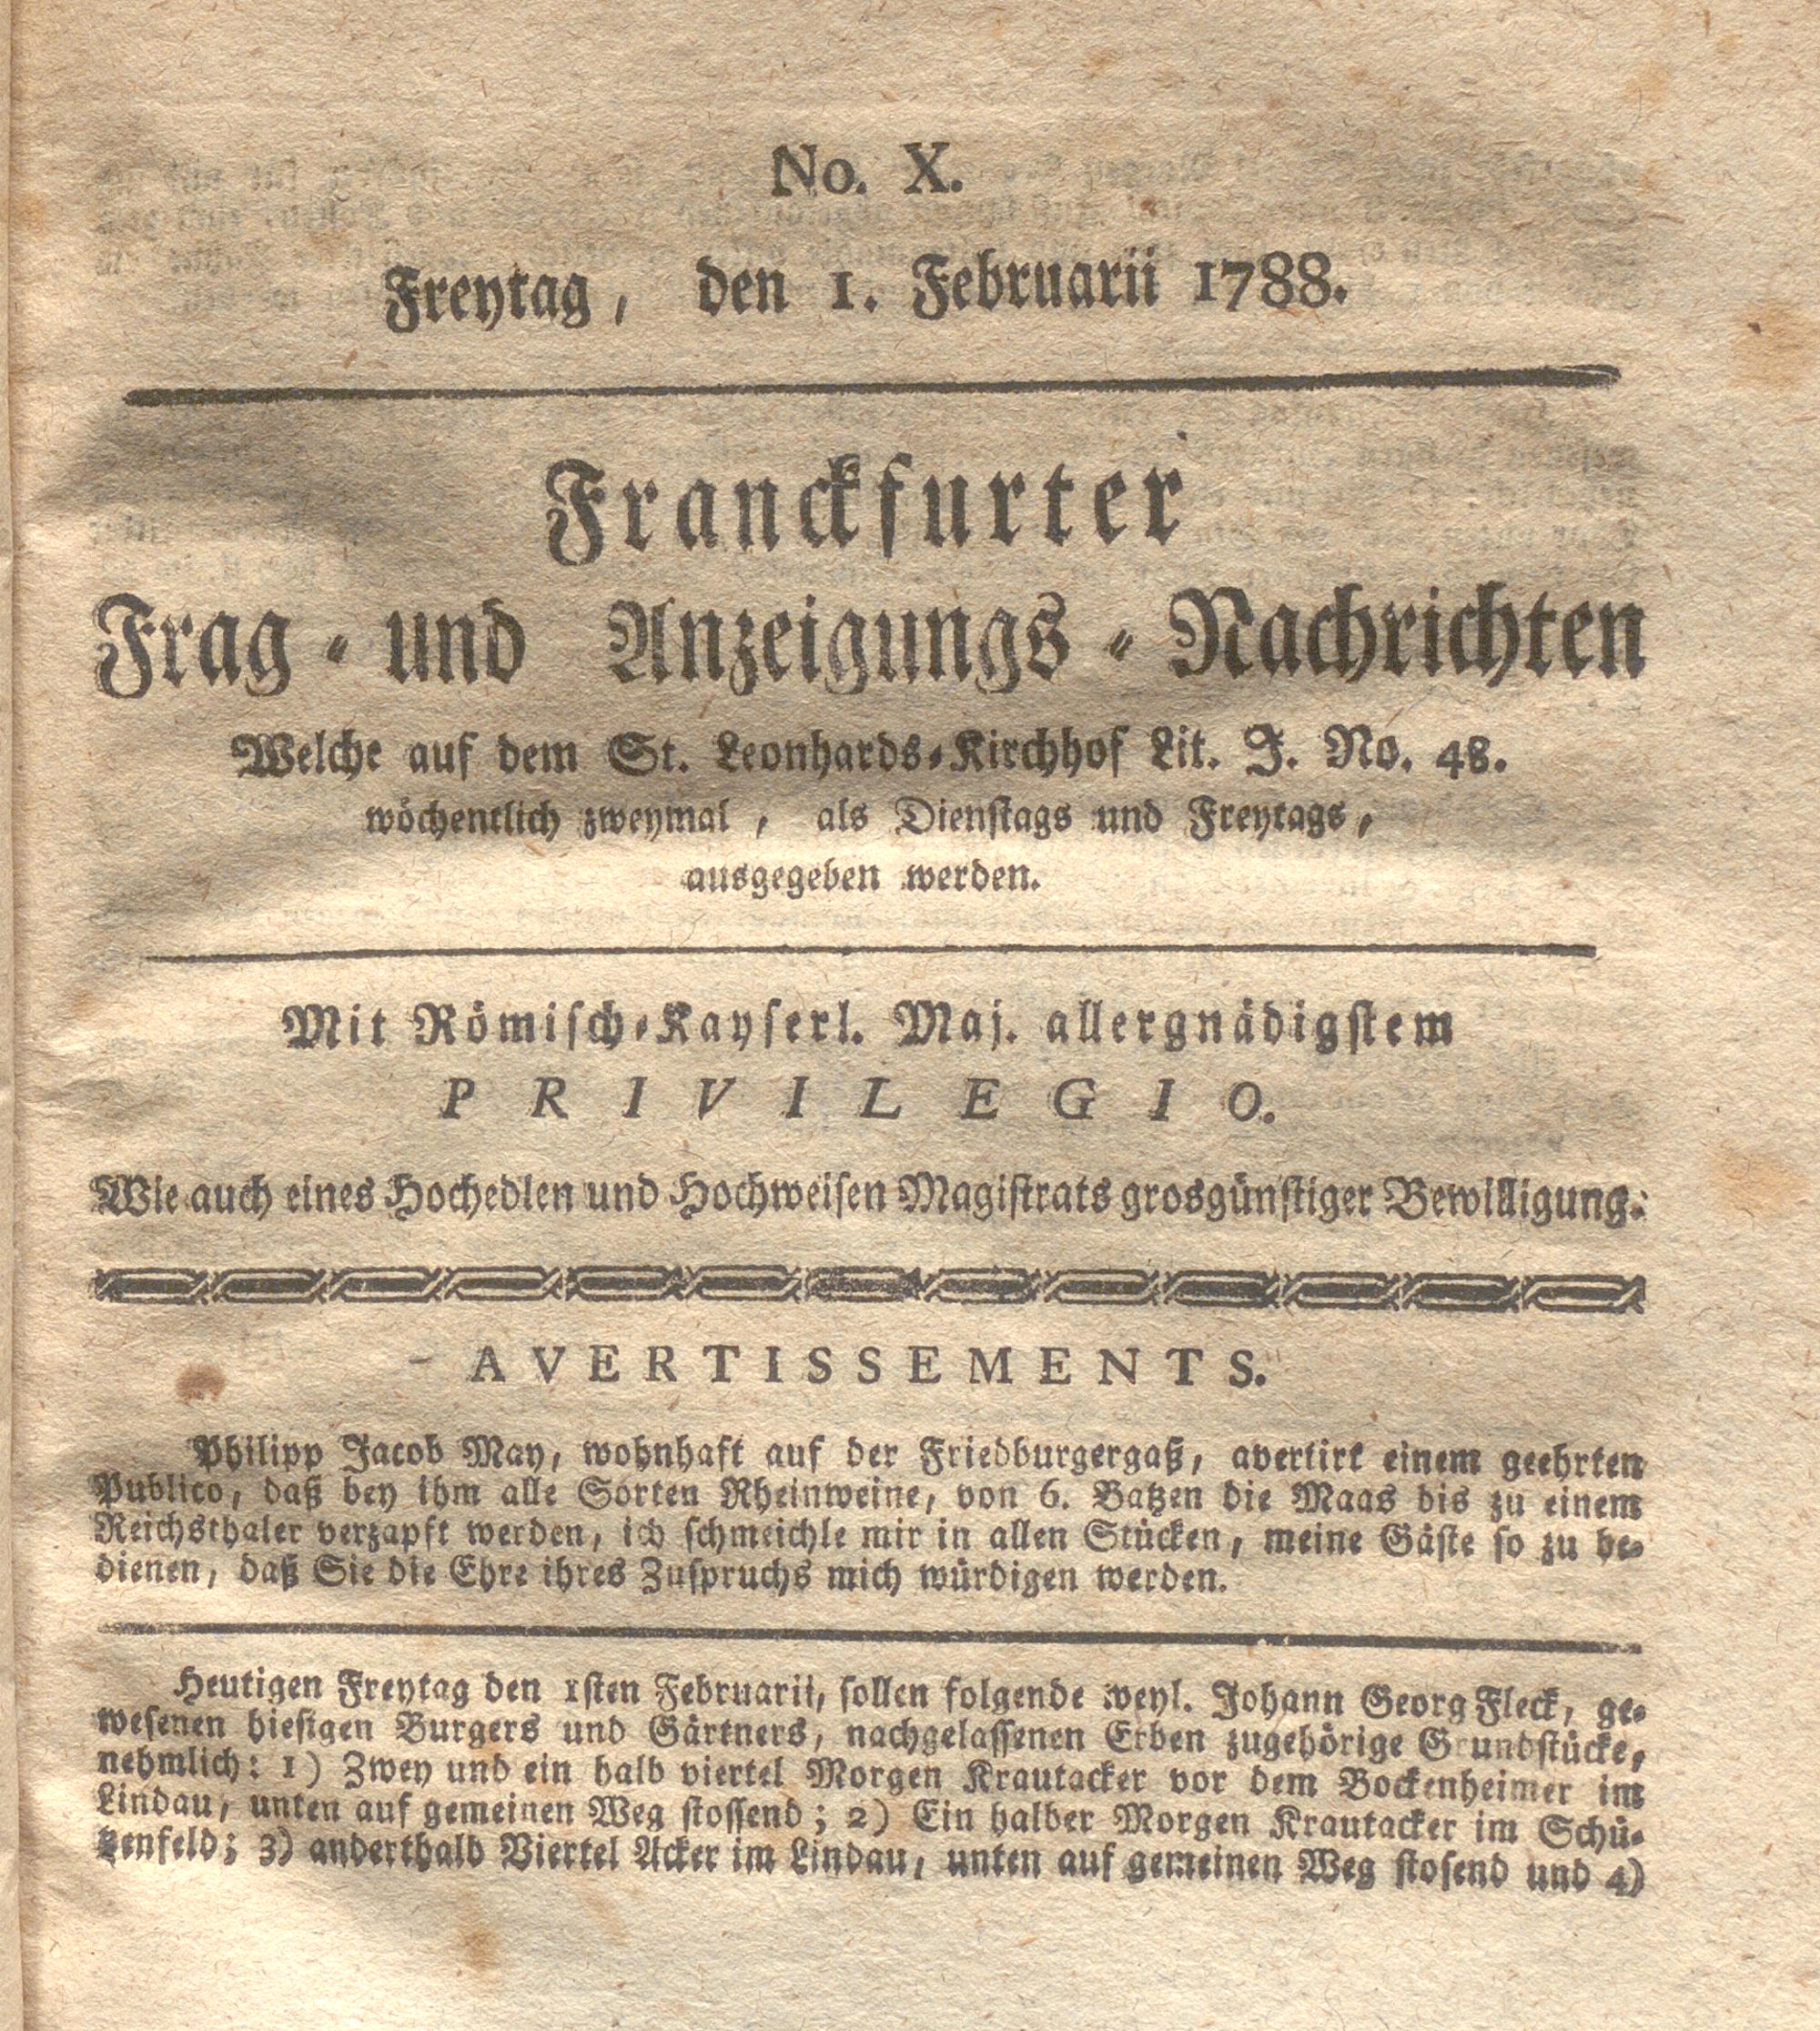 No. X.
Freytag, den 1. Februarii 1788.
Franckfurter
Frag- und Anzeigungs-Nachrichten
Welche auf dem St. Leonhards-Kirchhof Lit. J. No. 48.
wöchentlich zweymal, als Dienstags und Freytags,
ausgegeben werden.
Mit Römisch-Kayserl. Maj. allergnädigstem
PRIVILEGIO.
Wie auch eines Hochedlen und Hochweisen Magistrats grosgünstiger Bewilligung.
AVERTISSEMENTS.
Philipp Jacob May, wohnhaft auf der Friedburgergaß, avertirt einem geehrten
Publico, daß bey ihm alle Sorten Rheinweine, von 6. Batzen die Maas bis zu einem
Reichsthaler verzapft werden, ich schmeichle mir in allen Stücken, meine Gäste so zu be-
dienen, daß Sie die Ehre ihres Zuspruchs mich würdigen werden.
Heutigen Freytag den 1sten Februarii, sollen folgende weyl. Johann Georg Fleck, ge-
wesenen hiesigen Burgers und Gärtners, nachgelassenen Erben zugehörige Grundstücke,
nehmlich: 1) Zwey und ein halb viertel Morgen Krautacker vor dem Bockenheimer im
Lindau, unten auf gemeinen Weg stossend; 2) Ein halber Morgen Krautacker im Schü-
tzenfeld; 3) anderthalb Viertel Acker im Lindau, unten auf gemeinen Weg stosend und 4)